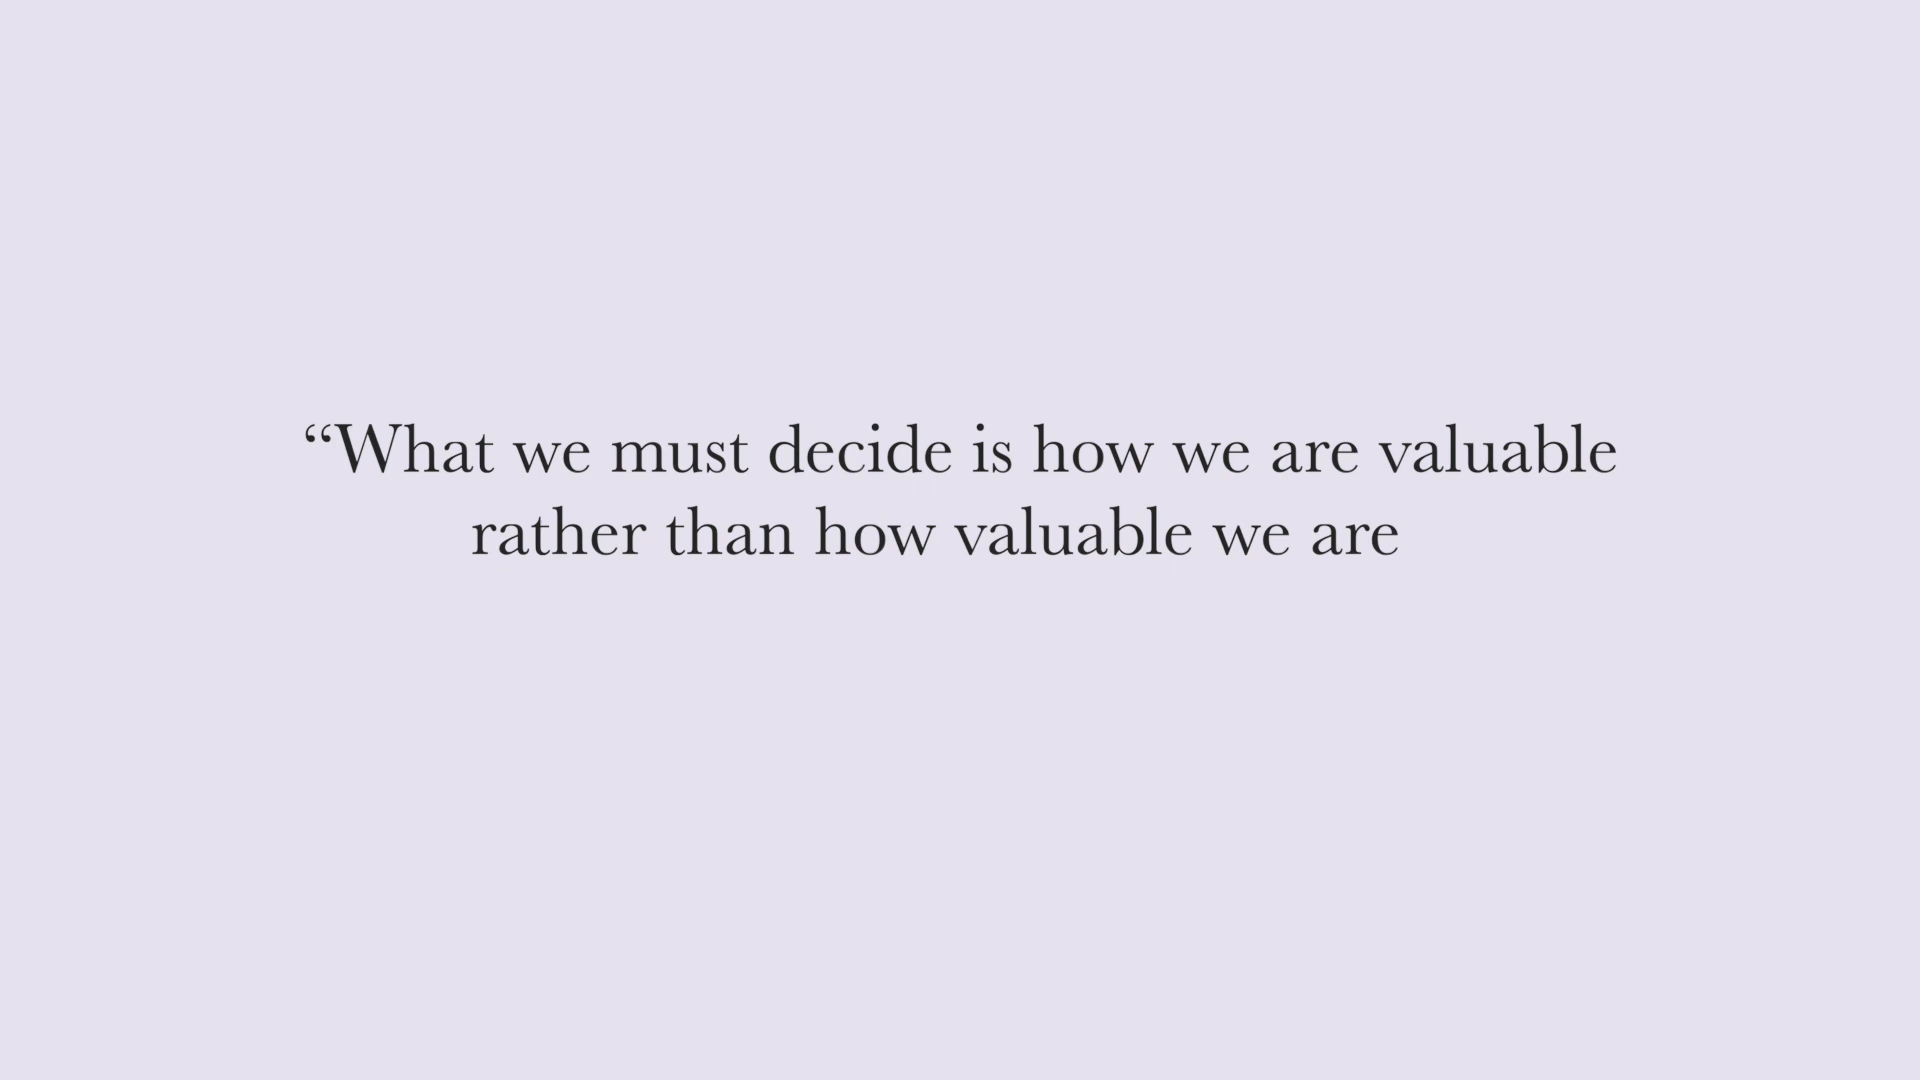 “What we must decide is how we are valuable
rather than how valuable we are